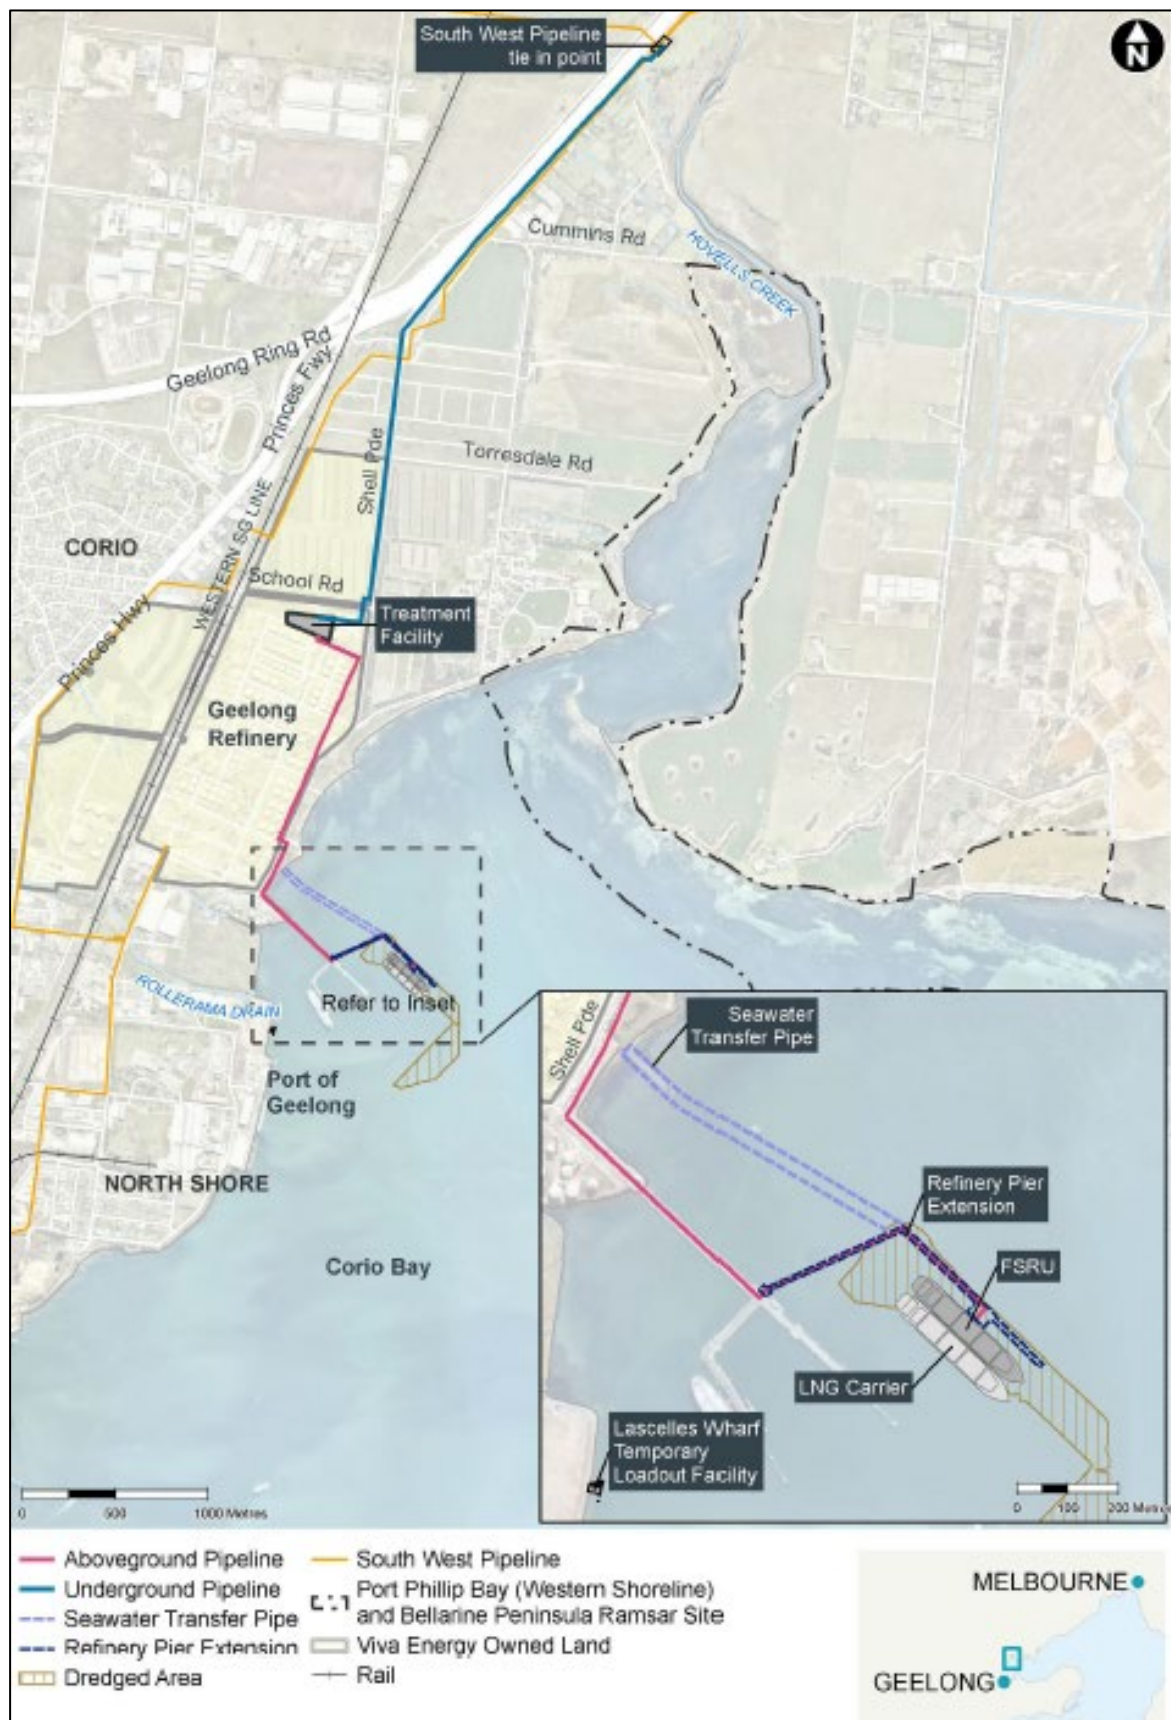 South West Pipeline
tie in point
N
Cummins Rd
HOVELLS CREEK
Geelong Ring Rd
Princes Fwy
Shell Pde
Torresdale Rd
WESTERN SG LINE
CORIO
School Rd
Princes Hwy
Treatment
Facility
Geelong
Refinery
Refer to Inset
ROLLERAMA DRAIN
Port of
Geelong
NORTH SHORE
Corio Bay
Shell Pde
Seawater
Transfer Pipe
Refinery Pier
Extension
FSRU
LNG Carrier
Lascelles Wharf
Temporary
Loadout Facility
0 100 200 Metres
0 500 1000 Metres
Aboveground Pipeline
Underground Pipeline
Seawater Transfer Pipe
Refinery Pier Extension
Dredged Area
South West Pipeline
Port Phillip Bay (Western Shoreline)
and Bellarine Peninsula Ramsar Site
Viva Energy Owned Land
Rail
MELBOURNE
GEELONG